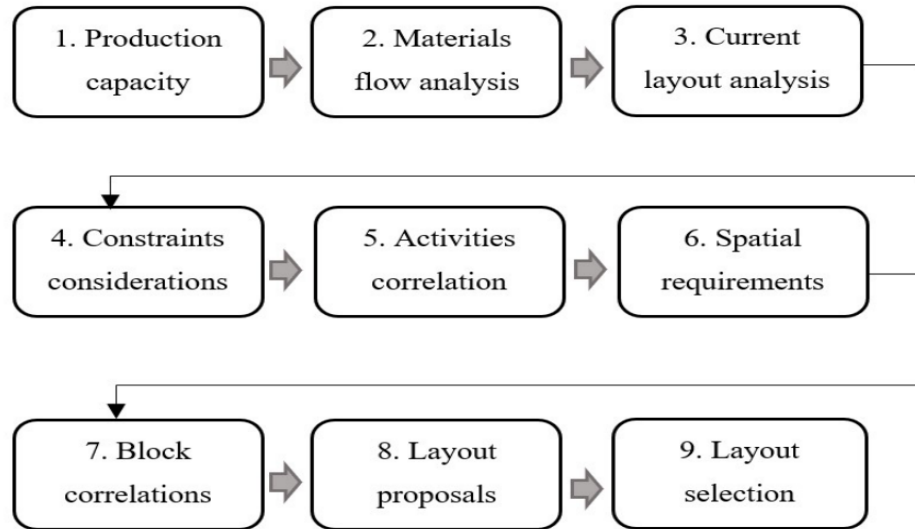 1. Production
capacity
2. Materials
flow analysis
3. Current
layout analysis
4. Constraints
considerations
5. Activities
correlation
6. Spatial
requirements
7. Block
correlations
8. Layout
proposals
9. Layout
selection